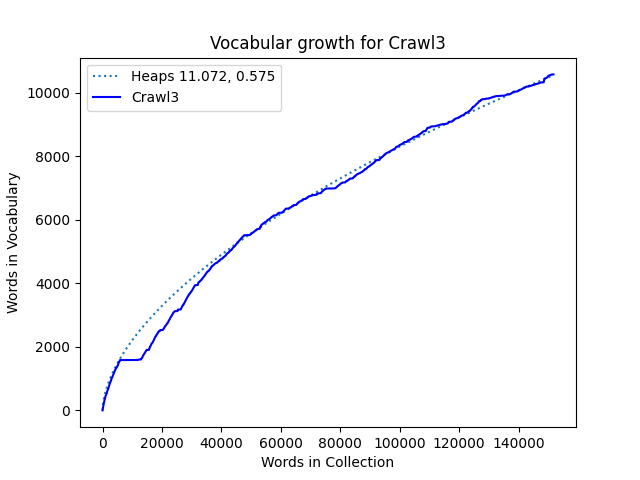 Vocabular growth for Crawl3
Heaps 11.072, 0.575
Crawl3
Words in Vocabulary
10000
8000
6000
4000
2000
0
0 20000 40000 60000 80000 100000 120000 140000
Words in Collection